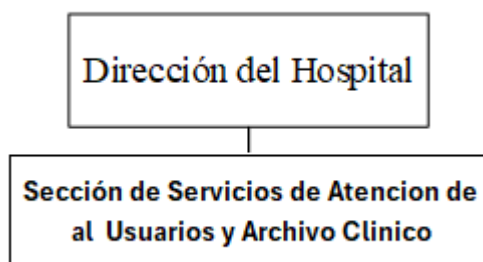 Dirección del Hospital
Sección de Servicios de Atencion de
al Usuarios y Archivo Clinico